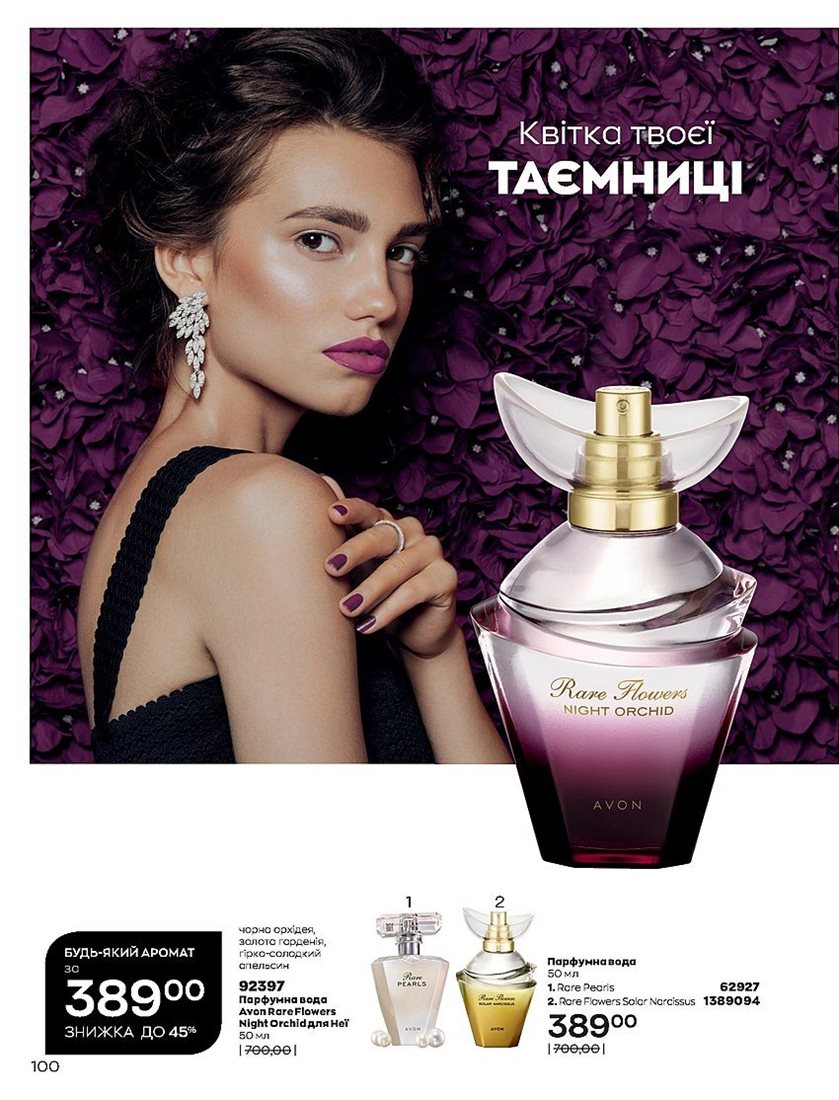 Квітка твоєї
ТАЄМНИЦІ
Rare Flowers
NIGHT ORCHID
AVON
БУДЬ-ЯКИЙ АРОМАТ
за
389⁰⁰
ЗНИЖКА ДО 45%
чорна орхідея,
золота гарденія,
гірко-солодкий
апельсин
92397
Парфумна вода
Avon Rare Flowers
Night Orchid для Неї
50 мл
|700,00|
1
Rare
PEARLS
AVON
2
Rare Flowers
SOLAR NARCISSUS
AVON
Парфумна вода
50 мл
1. Rare Pearls 62927
2. Rare Flowers Solar Narcissus 1389094
389⁰⁰
|700,00|
100